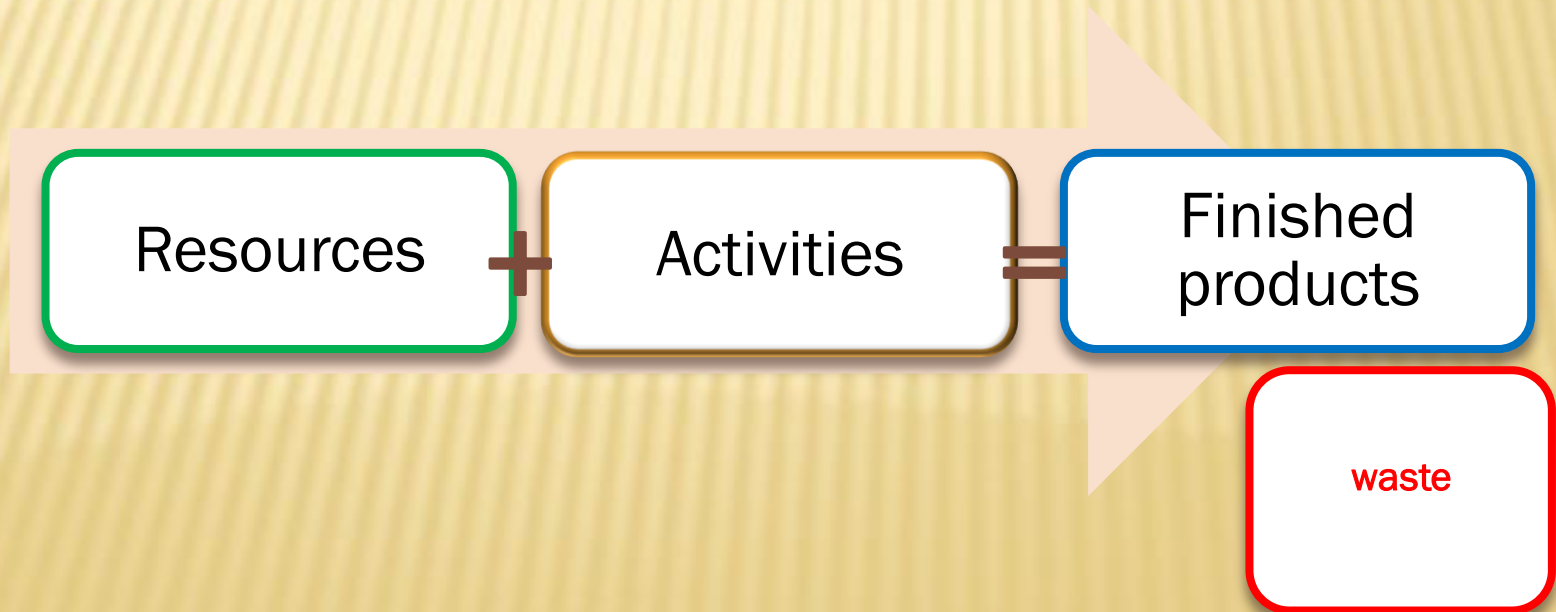 Resources
+
Activities
=
Finished
products
waste